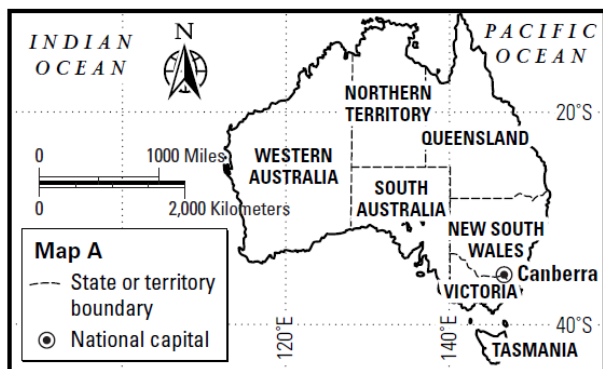 INDIAN
OCEAN
N
PACIFIC
OCEAN
NORTHERN
TERRITORY
20°S
QUEENSLAND
WESTERN
AUSTRALIA
0 1000 Miles
0 2,000 Kilometers
SOUTH
AUSTRALIA
NEW SOUTH
WALES
Canberra
VICTORIA
Map A
State or territory
boundary
National capital
120°E
140°E
40°S
TASMANIA